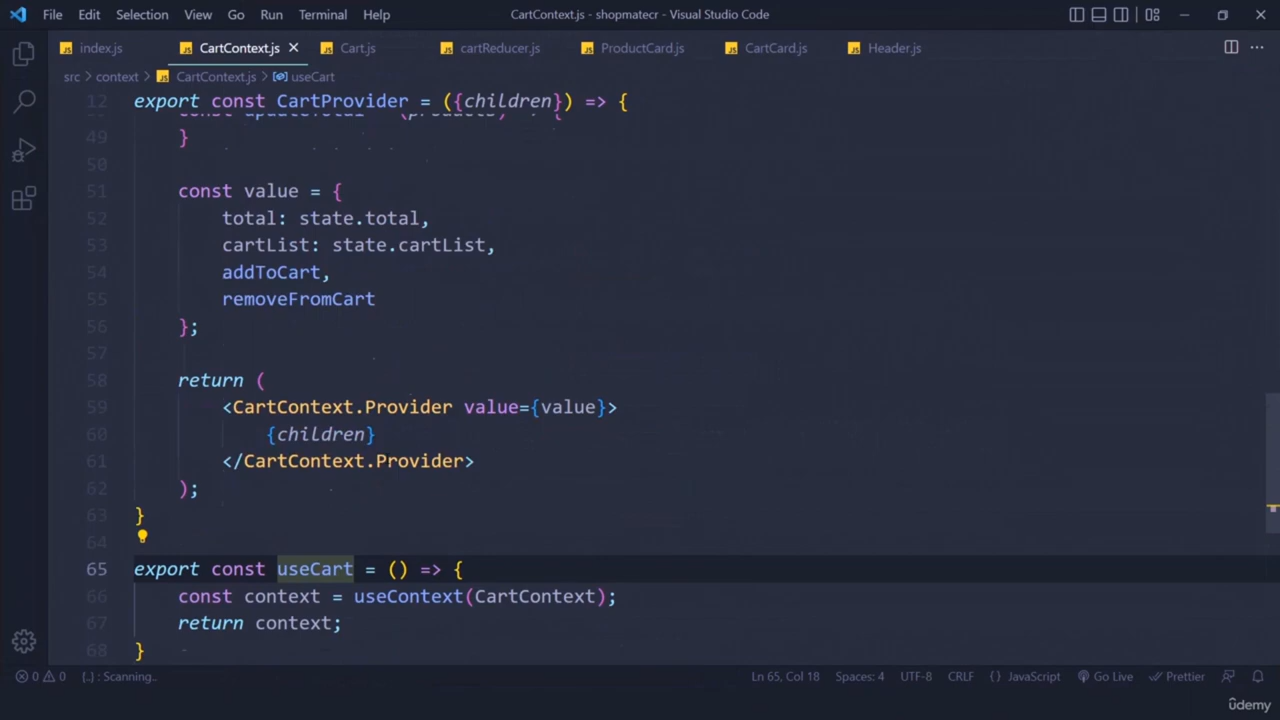 File Edit Selection View Go Run Terminal Help CartContext.js - shopmatecr - Visual Studio Code
index.js CartContext.js Cart.js cartReducer.js ProductCard.js CartCard.js Header.js
src > context > CartContext.js > useCart
12 export const CartProvider = ({children}) => {
const updateTotal = (products) => {
49 }
50
51 const value = {
52 total: state.total,
53 cartList: state.cartList,
54 addToCart,
55 removeFromCart
56 };
57
58 return (
59 <CartContext.Provider value={value}>
60 {children}
61 </CartContext.Provider>
62 );
63 }
64
65 export const useCart = () => {
66 const context = useContext(CartContext);
67 return context;
68 }
0 0 {..} : Scanning.. Ln 65, Col 18 Spaces: 4 UTF-8 CRLF {} JavaScript Go Live Prettier
ûdemy